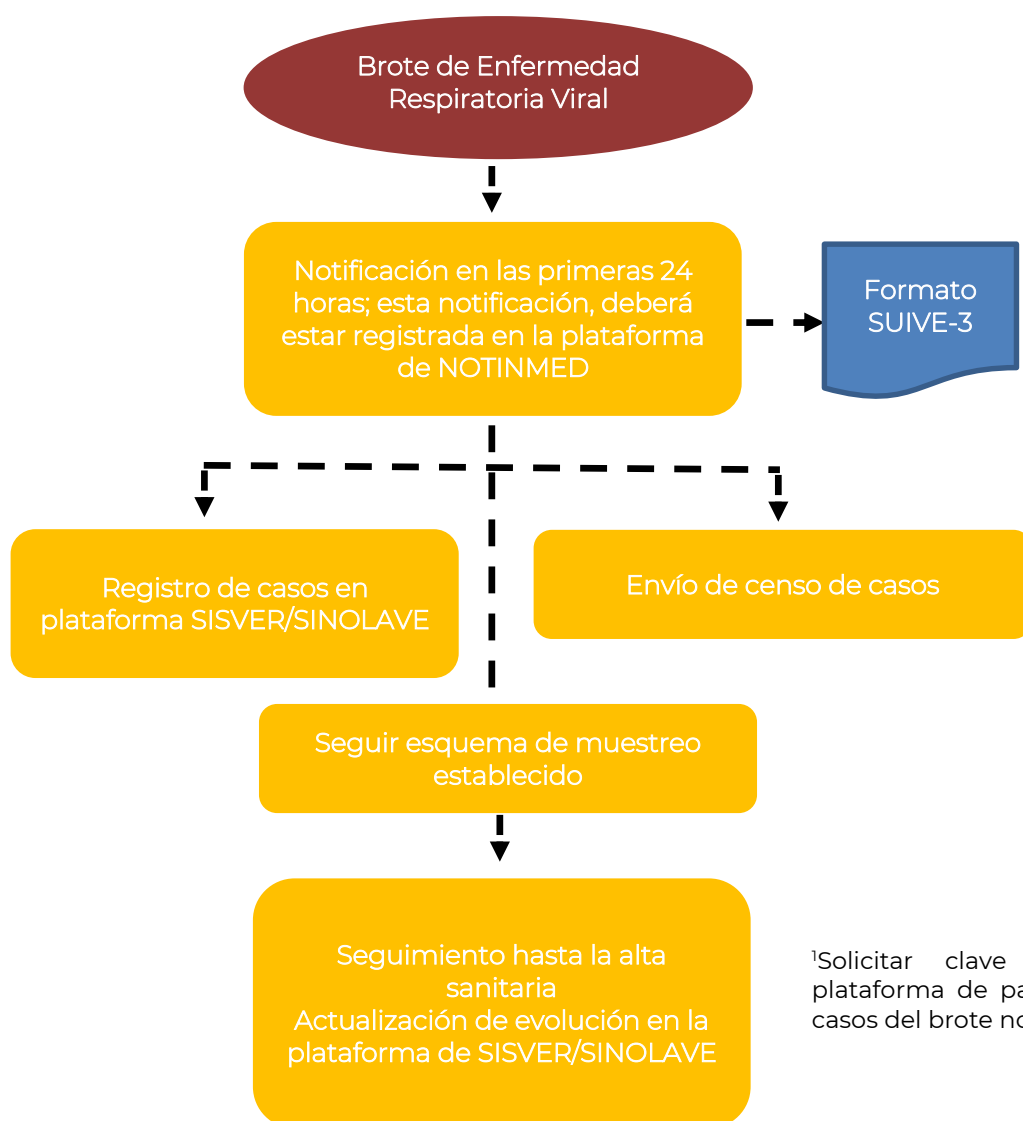 Brote de Enfermedad
Respiratoria Viral
Notificación en las primeras 24
horas; esta notificación, deberá
estar registrada en la plataforma
de NOTINMED
Formato
SUIVE-3
Registro de casos en
plataforma SISVER/SINOLAVE
Envío de censo de casos
Seguir esquema de muestreo
establecido
Seguimiento hasta la alta
sanitaria
Actualización de evolución en la
plataforma de SISVER/SINOLAVE
¹Solicitar clave
plataforma de
casos del brote